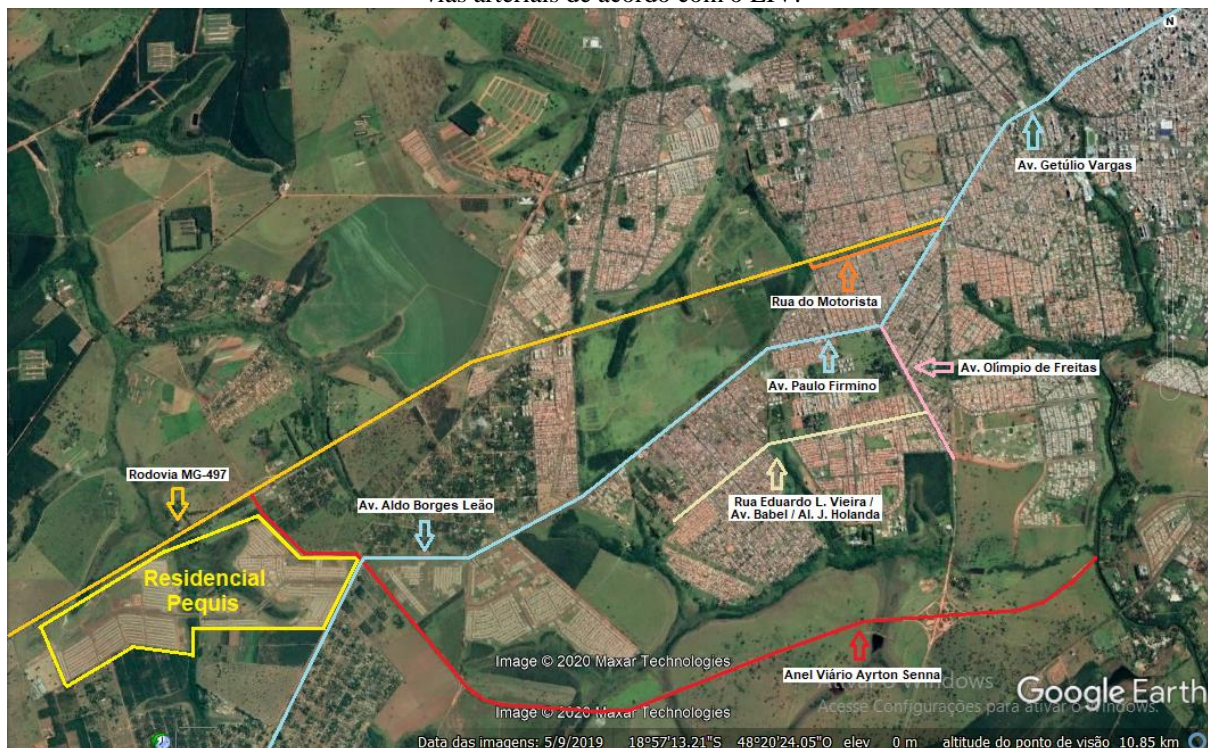 vias arteriais de acordo com o EIV.
N
Av. Getúlio Vargas
Rua do Motorista
Av. Olímpio de Freitas
Av. Paulo Firmino
Rodovia MG-497
Av. Aldo Borges Leão
Rua Eduardo L. Vieira /
Av. Babel / Al. J. Holanda
Residencial
Pequis
Image © 2020 Maxar Technologies
Anel Viário Ayrton Senna
Ativar o Windows
Google Earth
Image © 2020 Maxar Technologies
Acesse Configurações para ativar o Windows.
Data das imagens: 5/9/2019 18°57'13.21"S 48°20'24.05"O elev 0 m altitude do ponto de visão 10.85 km